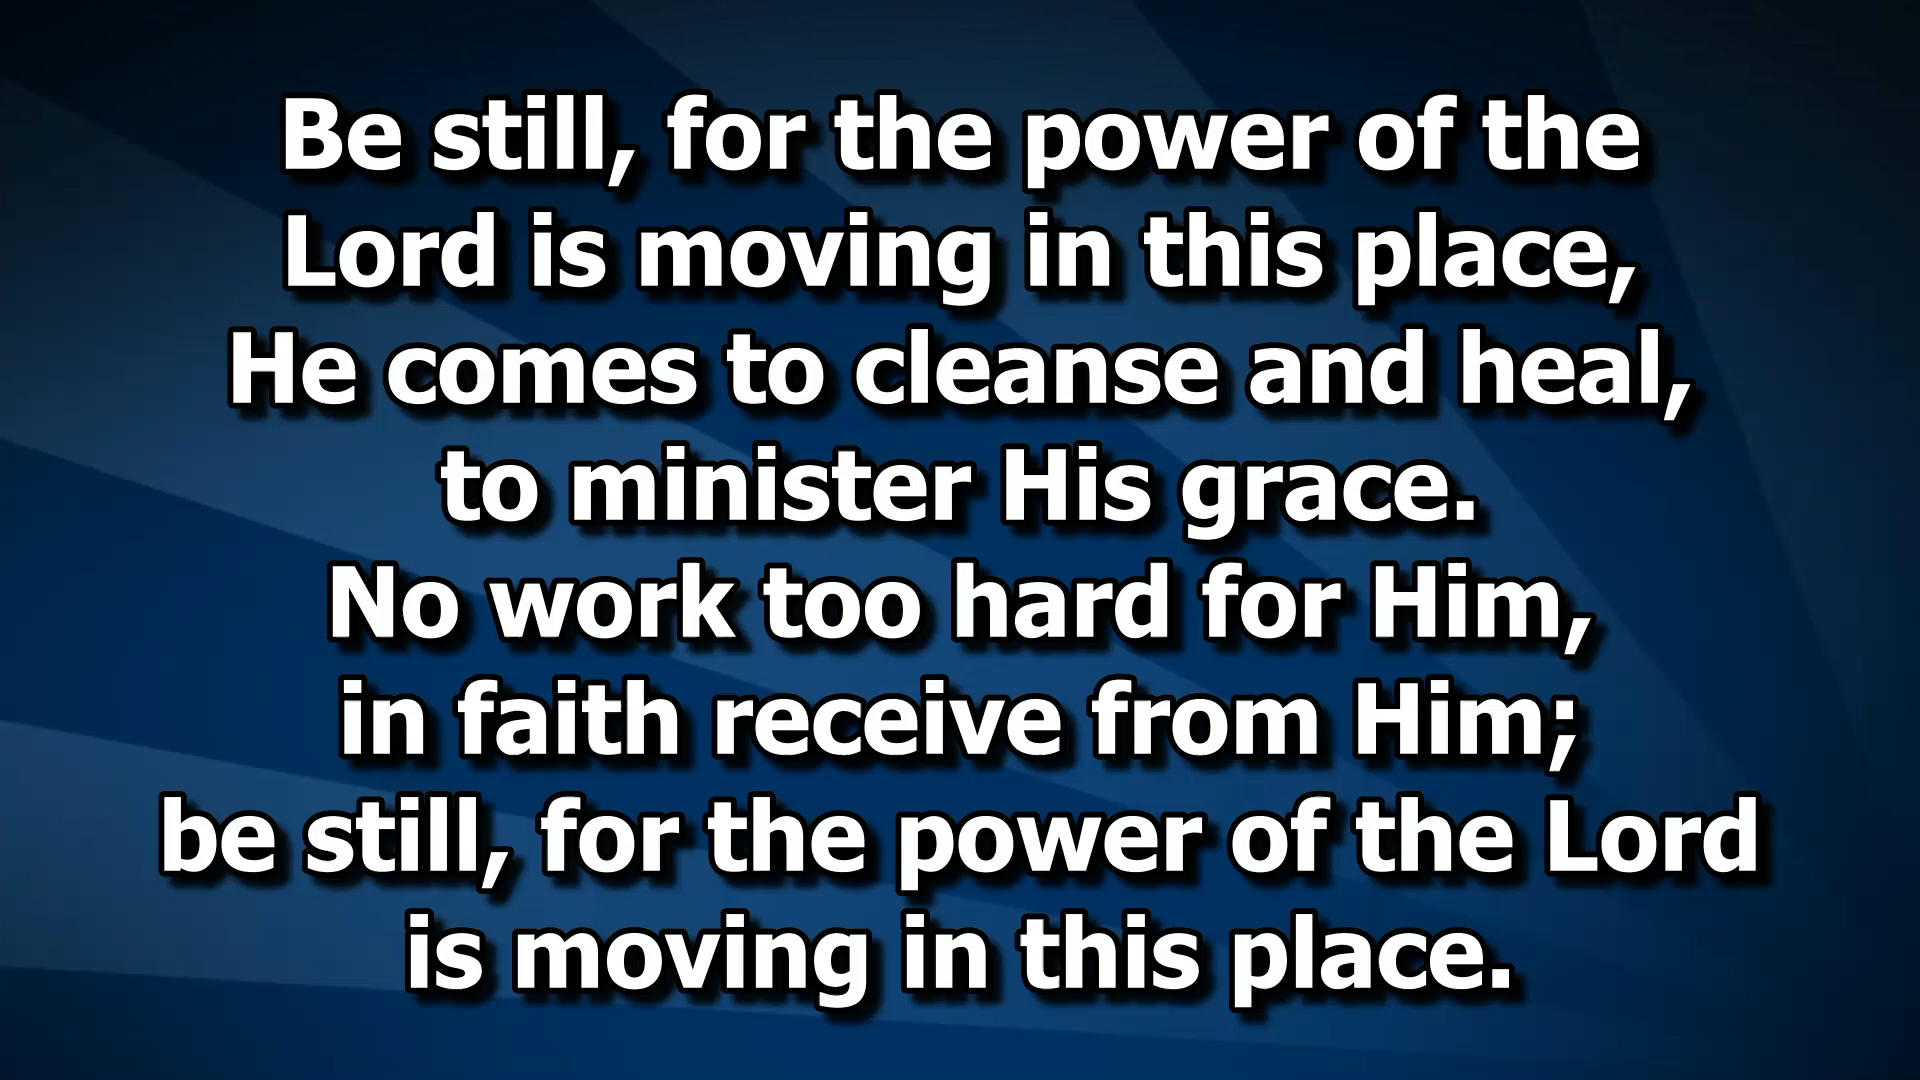 Be still, for the power of the
Lord is moving in this place,
He comes to cleanse and heal,
to minister His grace.
No work too hard for Him,
in faith receive from Him;
be still, for the power of the Lord
is moving in this place.